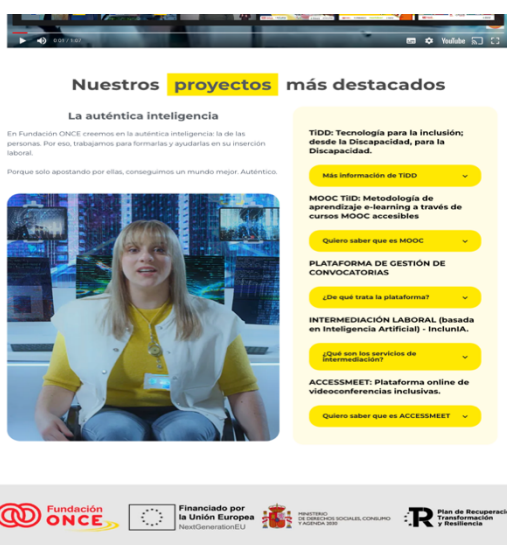 YouTube
Nuestros proyectos más destacados
La auténtica inteligencia
En Fundación ONCE creemos en la auténtica inteligencia: la de las
personas. Por eso, trabajamos para formarlas y ayudarlas en su inserción
laboral.
Porque solo apostando por ellas, conseguimos un mundo mejor. Auténtico.
TiDD: Tecnología para la inclusión;
desde la Discapacidad, para la
Discapacidad.
Más información de TiDD
MOOC TiiD: Metodología de
aprendizaje e-learning a través de
cursos MOOC accesibles
Quiero saber que es MOOC
PLATAFORMA DE GESTIÓN DE
CONVOCATORIAS
¿De qué trata la plataforma?
INTERMEDIACIÓN LABORAL (basada
en Inteligencia Artificial) - InclunIA.
¿Qué son los servicios de
intermediación?
ACCESSMEET: Plataforma online de
videoconferencias inclusivas.
Quiero saber que es ACCESSMEET
Fundación
ONCE
Financiado por
la Unión Europea
NextGenerationEU
MINISTERIO
DE DERECHOS SOCIALES, CONSUMO
Y AGENDA 2030
Plan de Recuperació
Transformación
y Resiliencia